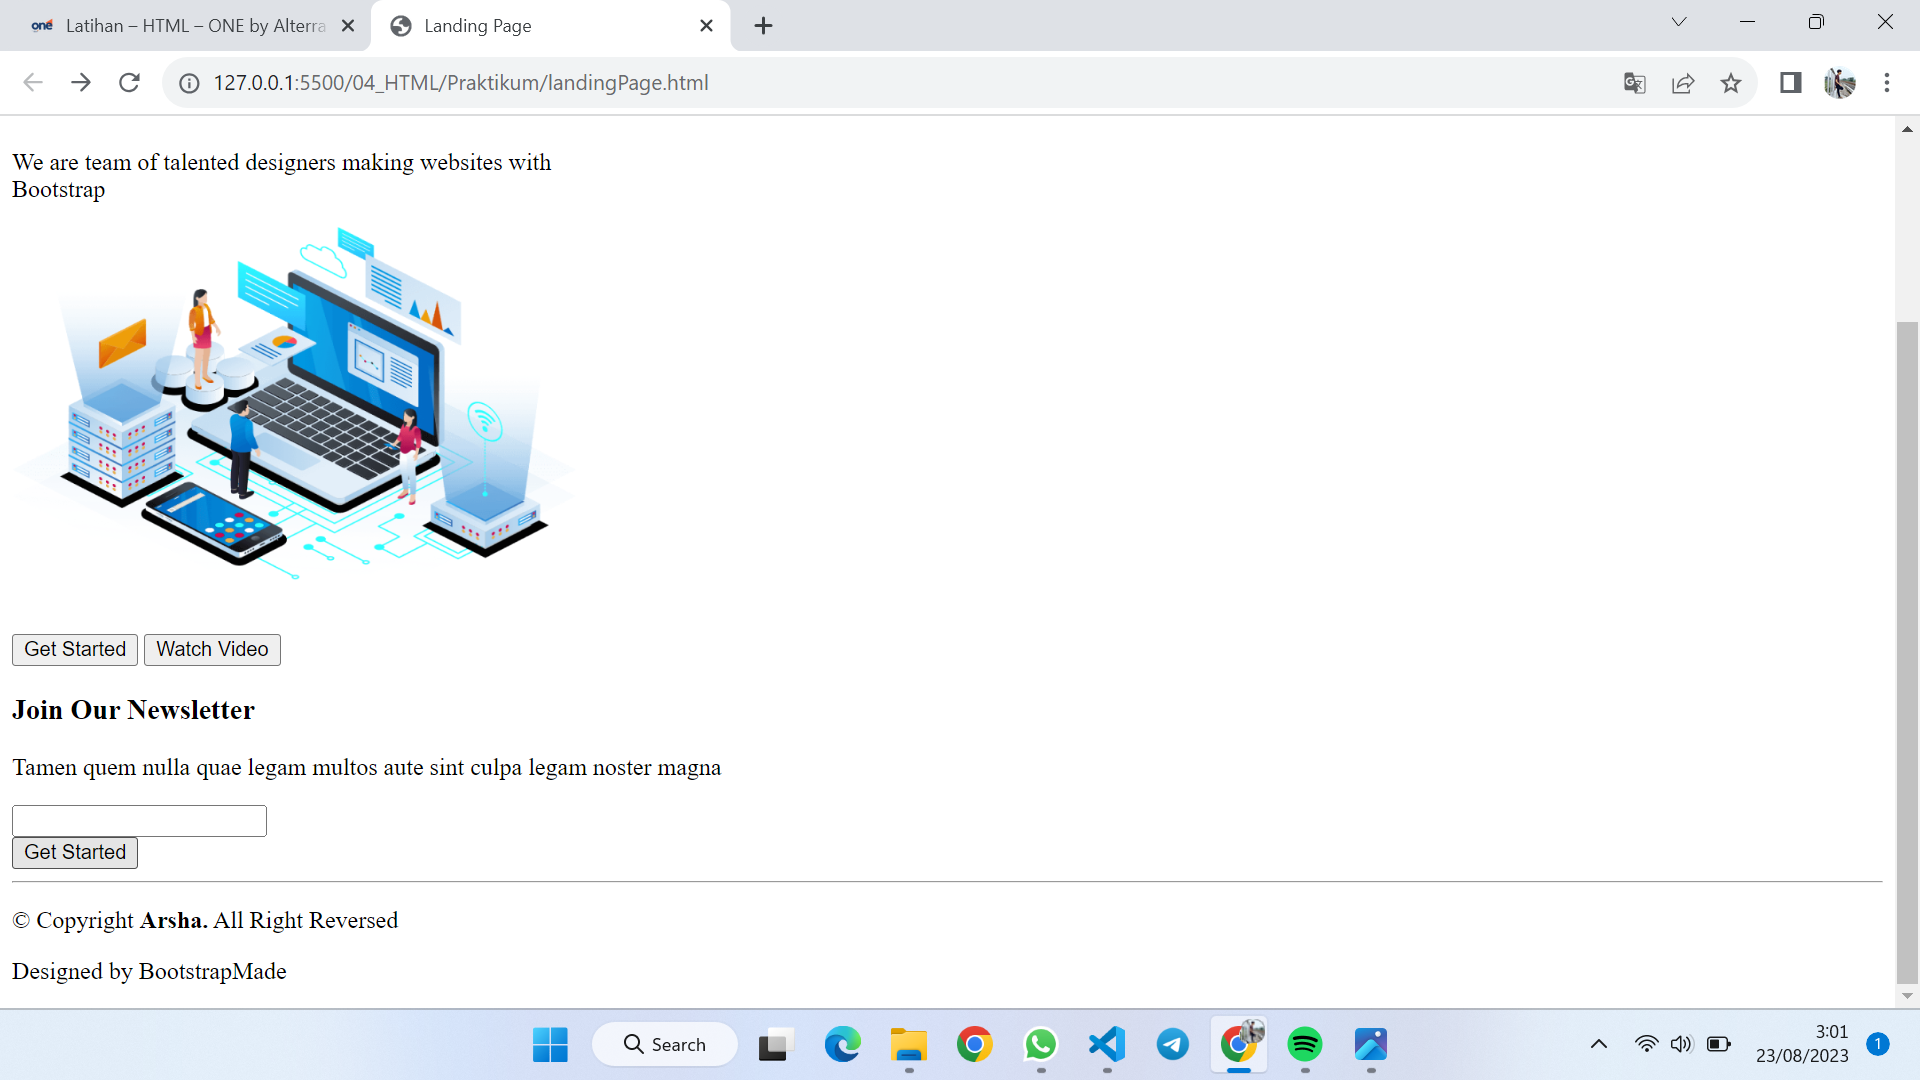 one Latihan – HTML – ONE by Alterra
Landing Page
127.0.0.1:5500/04_HTML/Praktikum/landingPage.html
We are team of talented designers making websites with
Bootstrap
Get Started Watch Video
Join Our Newsletter
Tamen quem nulla quae legam multos aute sint culpa legam noster magna
Get Started
© Copyright Arsha. All Right Reversed
Designed by BootstrapMade
Search
3:01
23/08/2023
1